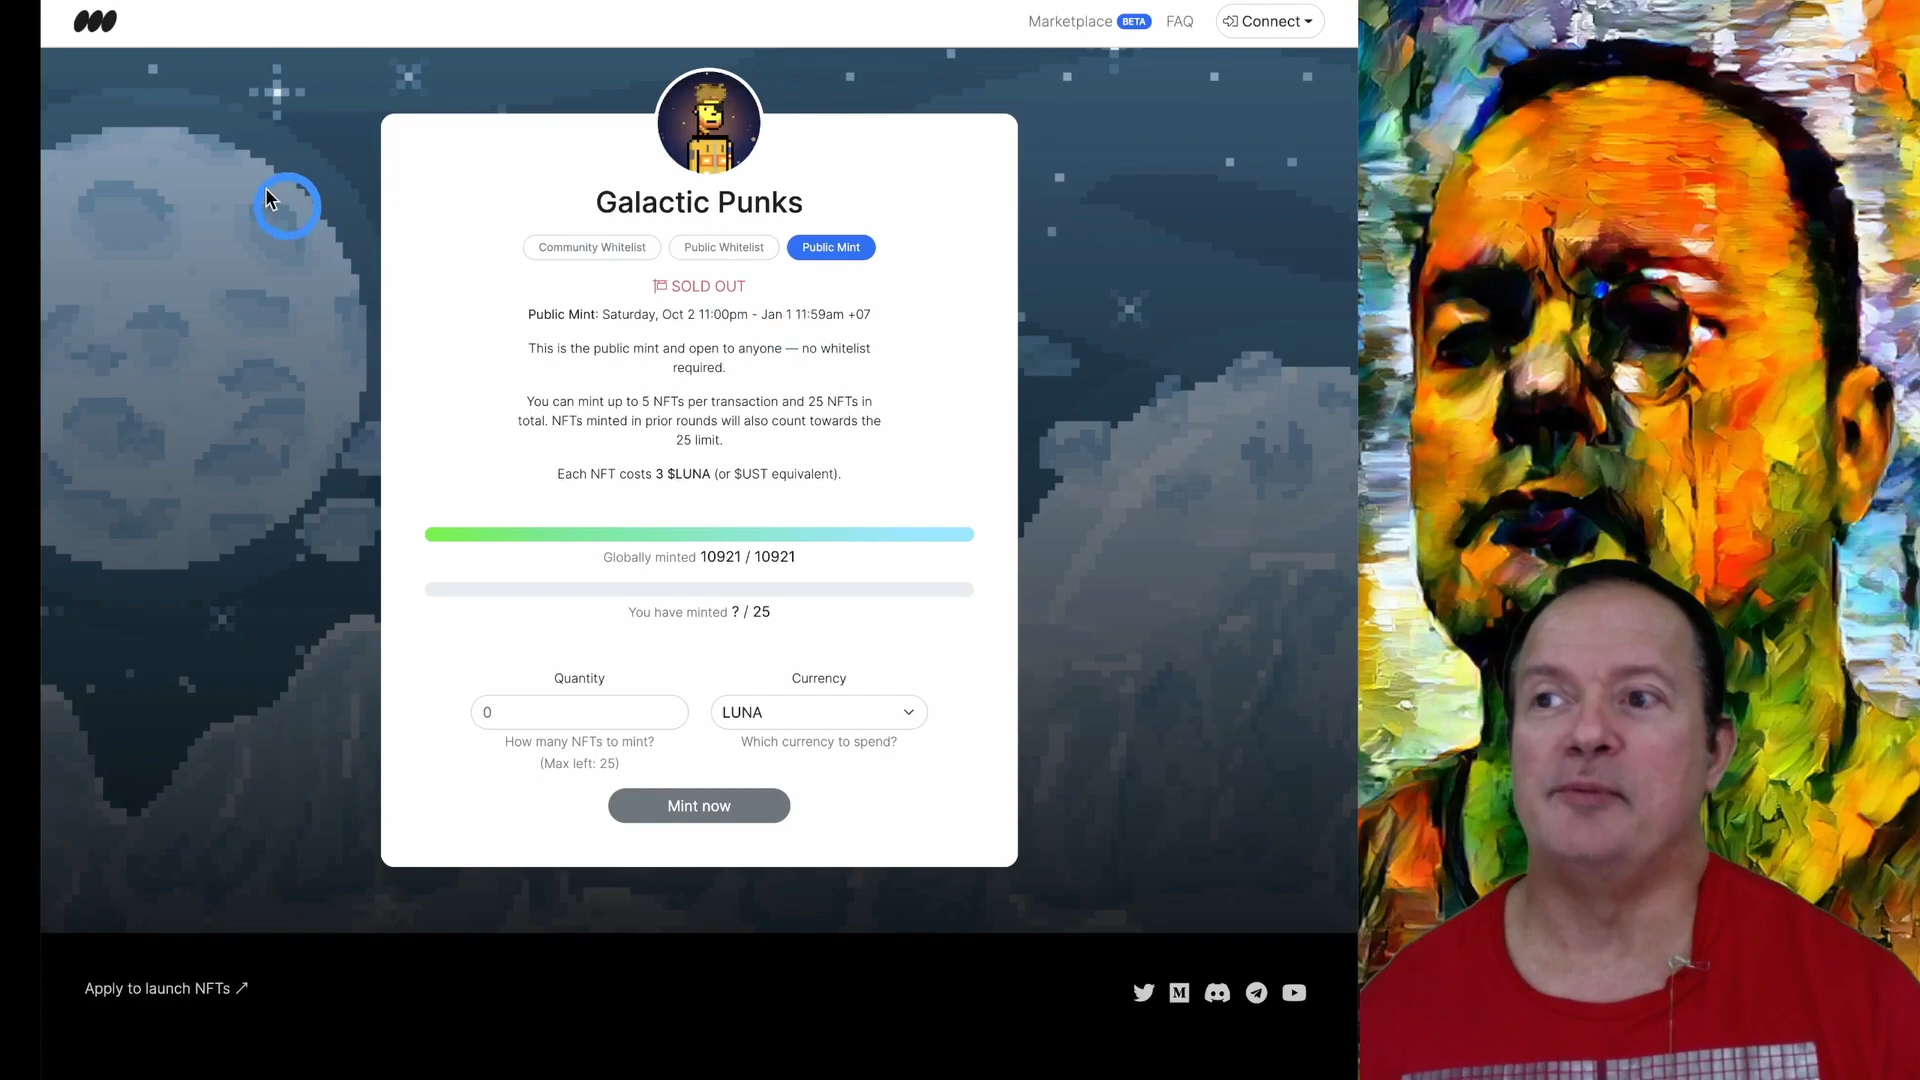 Marketplace BETA FAQ Connect
Galactic Punks
Community Whitelist Public Whitelist Public Mint
SOLD OUT
Public Mint: Saturday, Oct 2 11:00pm - Jan 1 11:59am +07
This is the public mint and open to anyone — no whitelist
required.
You can mint up to 5 NFTs per transaction and 25 NFTs in
total. NFTs minted in prior rounds will also count towards the
25 limit.
Each NFT costs 3 $LUNA (or $UST equivalent).
Globally minted 10921 / 10921
You have minted ? / 25
Quantity Currency
0 LUNA
How many NFTs to mint? Which currency to spend?
(Max left: 25)
Mint now
Apply to launch NFTs ↗